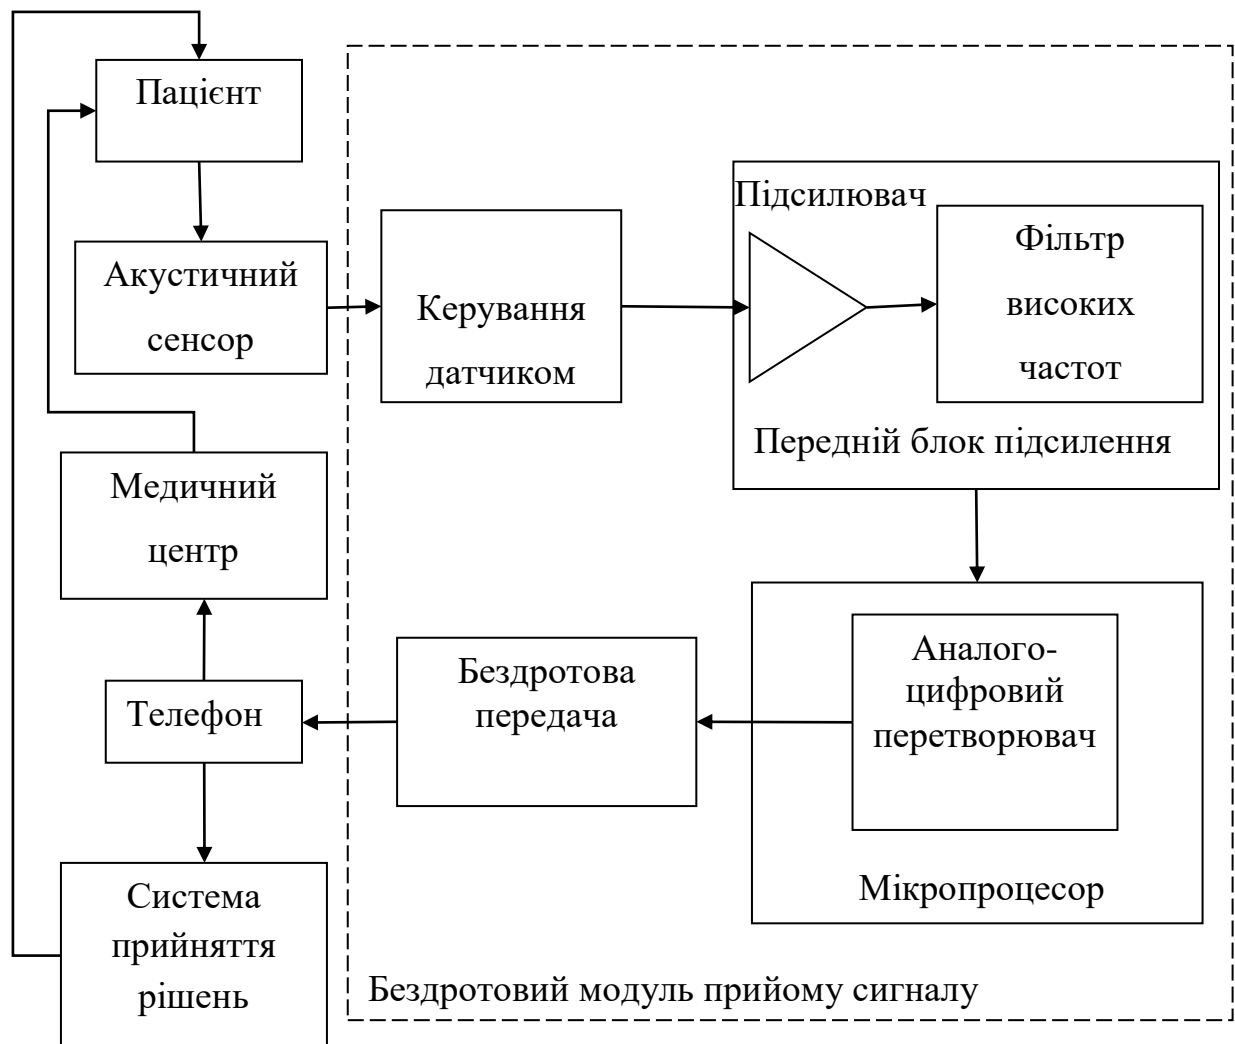 Пацієнт
Акустичний
сенсор
Керування
датчиком
Підсилювач
Фільтр
високих
частот
Передній блок підсилення
Медичний
центр
Телефон
Бездротова
передача
Аналого-
цифровий
перетворювач
Мікропроцесор
Система
прийняття
рішень
Бездротовий модуль прийому сигналу